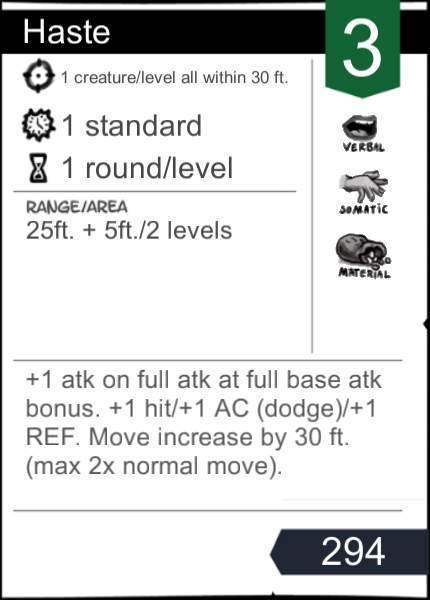 Haste
3
1 creature/level all within 30 ft.
1 standard
1 round/level
VERBAL
SOMATIC
MATERIAL
RANGE/AREA
25ft. + 5ft./2 levels
+1 atk on full atk at full base atk
bonus. +1 hit/+1 AC (dodge)/+1
REF. Move increase by 30 ft.
(max 2x normal move).
294